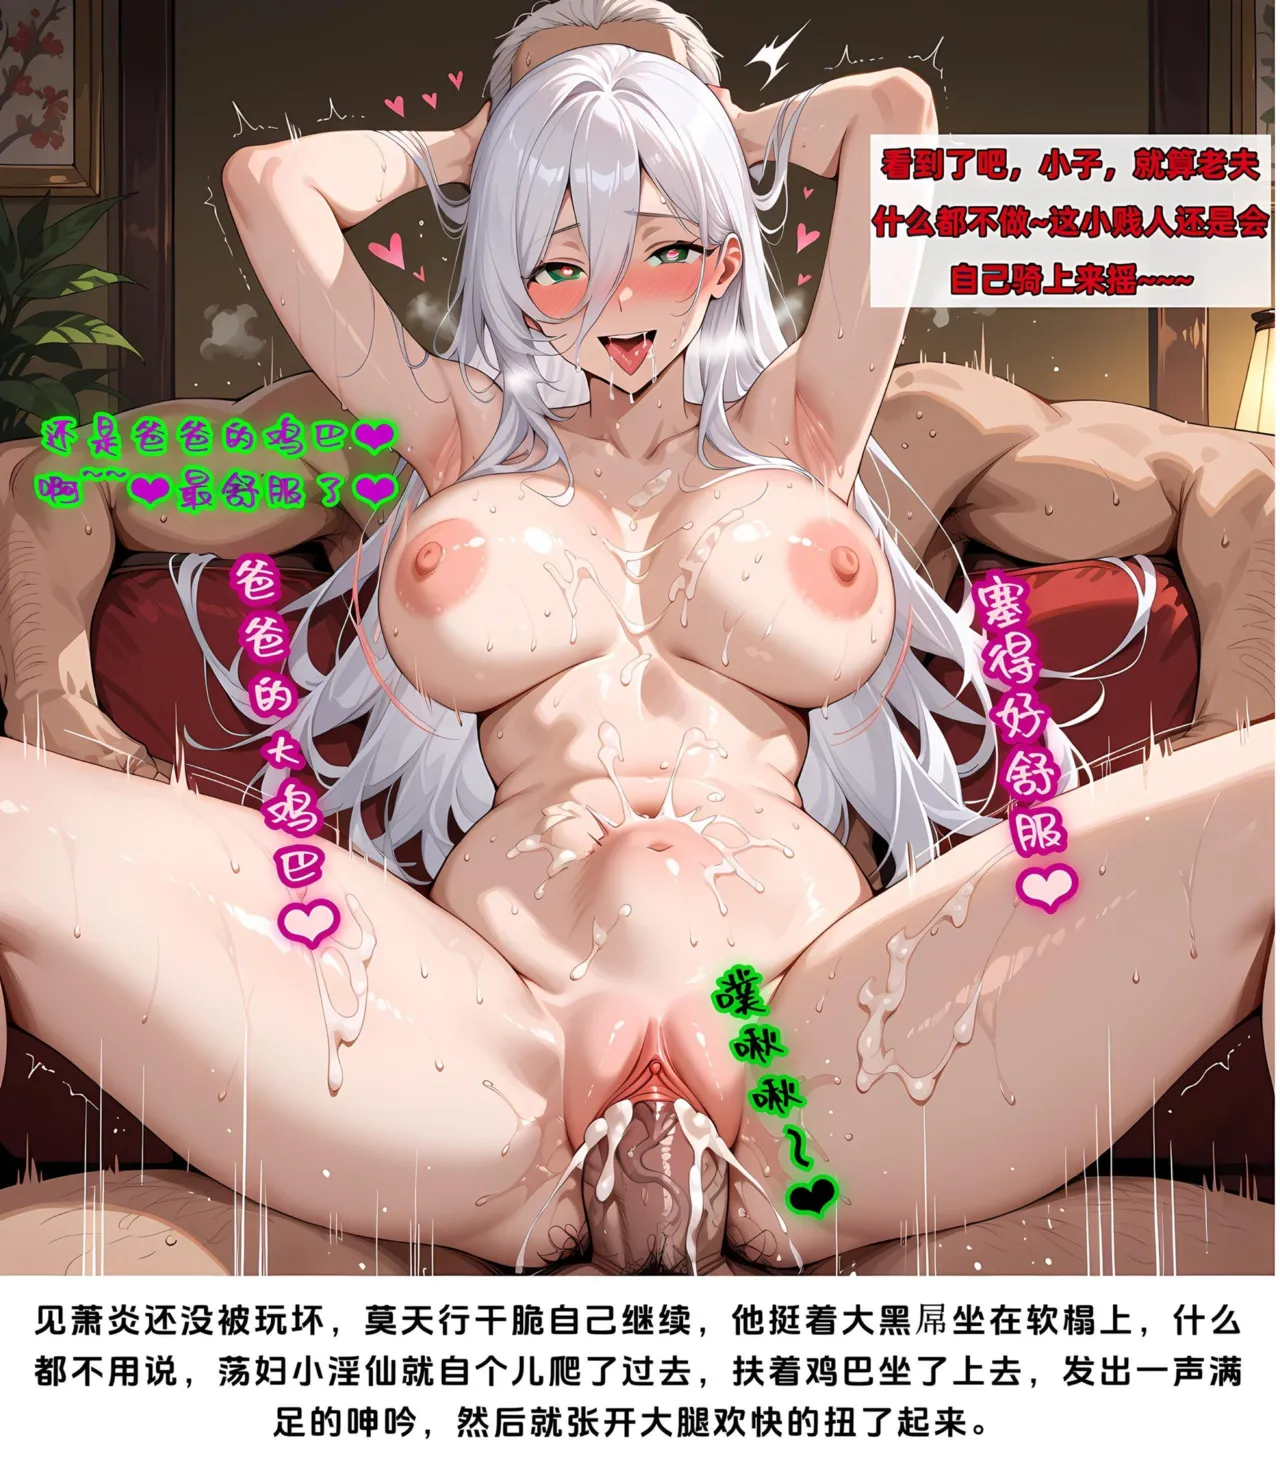 看到了吧，小子，就算老夫
什么都不做~这小贱人还是会
自己骑上来摇~~~
还是爸爸的鸡巴❤
啊~~❤最舒服了❤
爸爸的大鸡巴♡
塞得好舒服♡
噗啾啾~❤
见萧炎还没被玩坏，莫天行干脆自己继续，他挺着大黑屌坐在软榻上，什么
都不用说，荡妇小淫仙就自个儿爬了过去，扶着鸡巴坐了上去，发出一声满
足的呻吟，然后就张开大腿欢快的扭了起来。